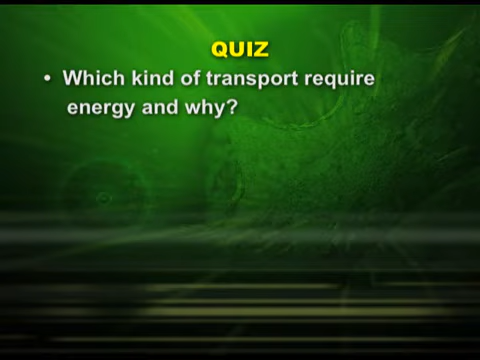 QUIZ
• Which kind of transport require
energy and why?